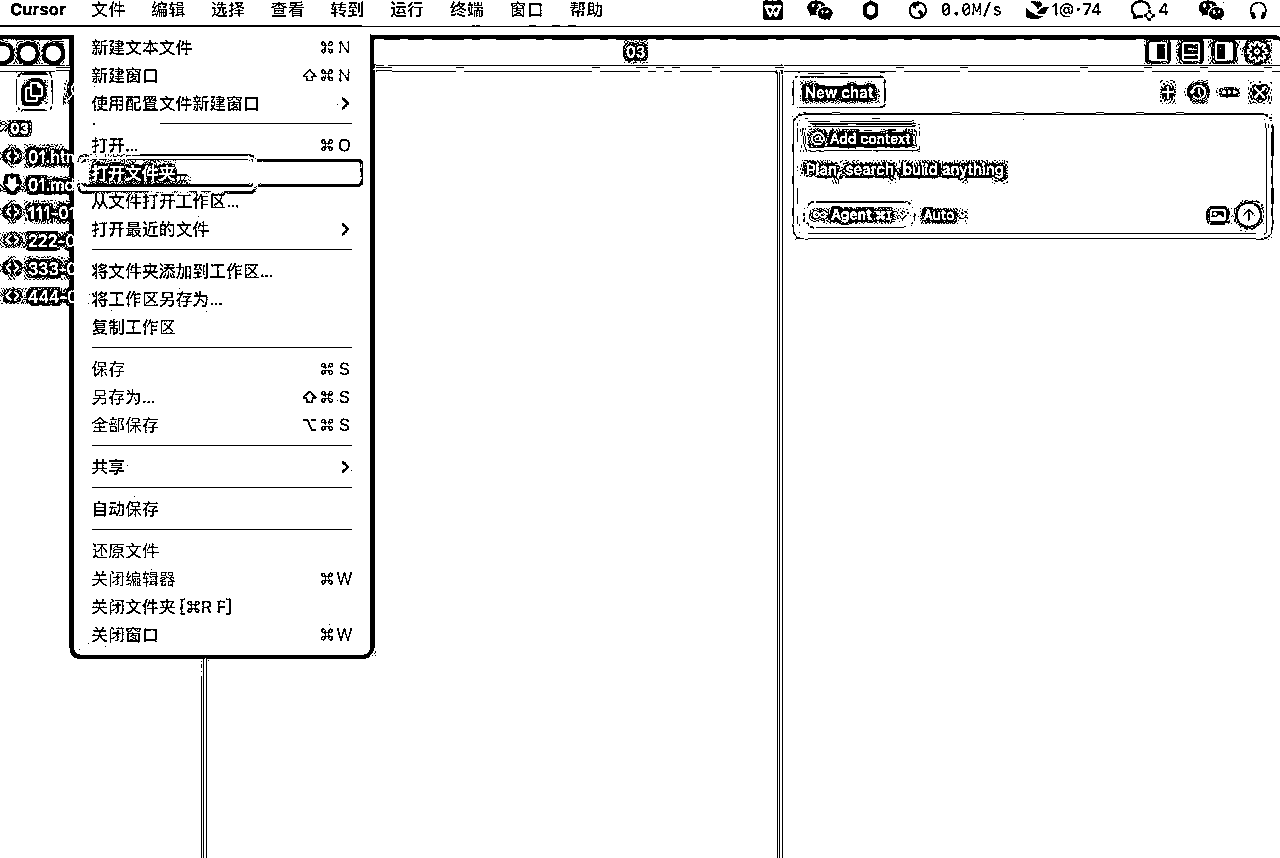 Cursor 文件 编辑 选择 查看 转到 运行 终端 窗口 帮助 0.0M/s 4
03
新建文本文件 ⌘ N
新建窗口 ⇧ ⌘ N
使用配置文件新建窗口
打开... ⌘ O
打开文件夹...
从文件打开工作区...
打开最近的文件
将文件夹添加到工作区...
将工作区另存为...
复制工作区
保存 ⌘ S
另存为... ⇧ ⌘ S
全部保存 ⌥ ⌘ S
共享
自动保存
还原文件
关闭编辑器 ⌘ W
关闭文件夹 [⌘R F]
关闭窗口 ⌘ W
03
01.htm
01.md
111-01
222-0
333-0
444-0
New chat
@ Add context
Plan, search, build anything
Agent ⌘I Auto